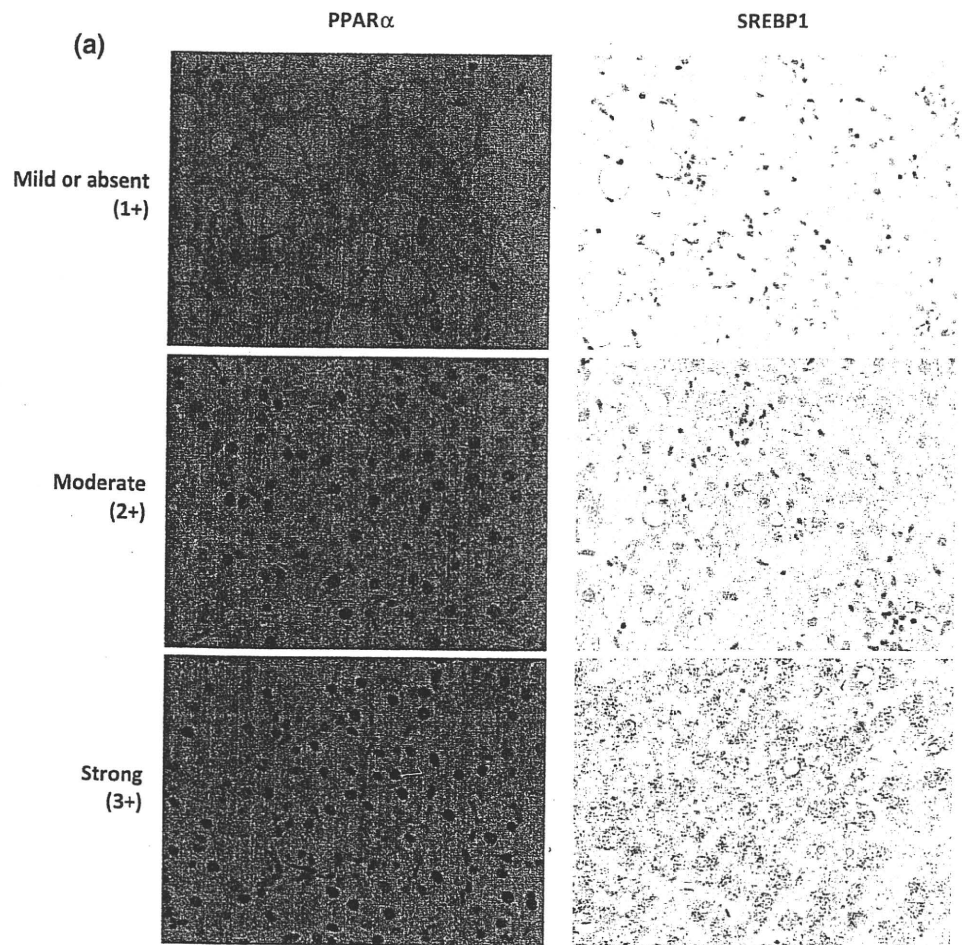 PPARα
SREBP1
(a)
Mild or absent
(1+)
Moderate
(2+)
Strong
(3+)